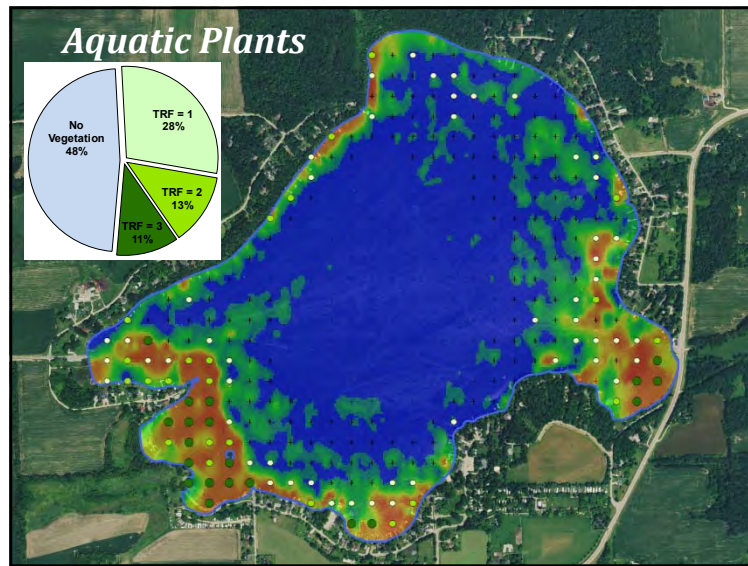 Aquatic Plants
No
Vegetation
48%
TRF = 1
28%
TRF = 2
13%
TRF = 3
11%